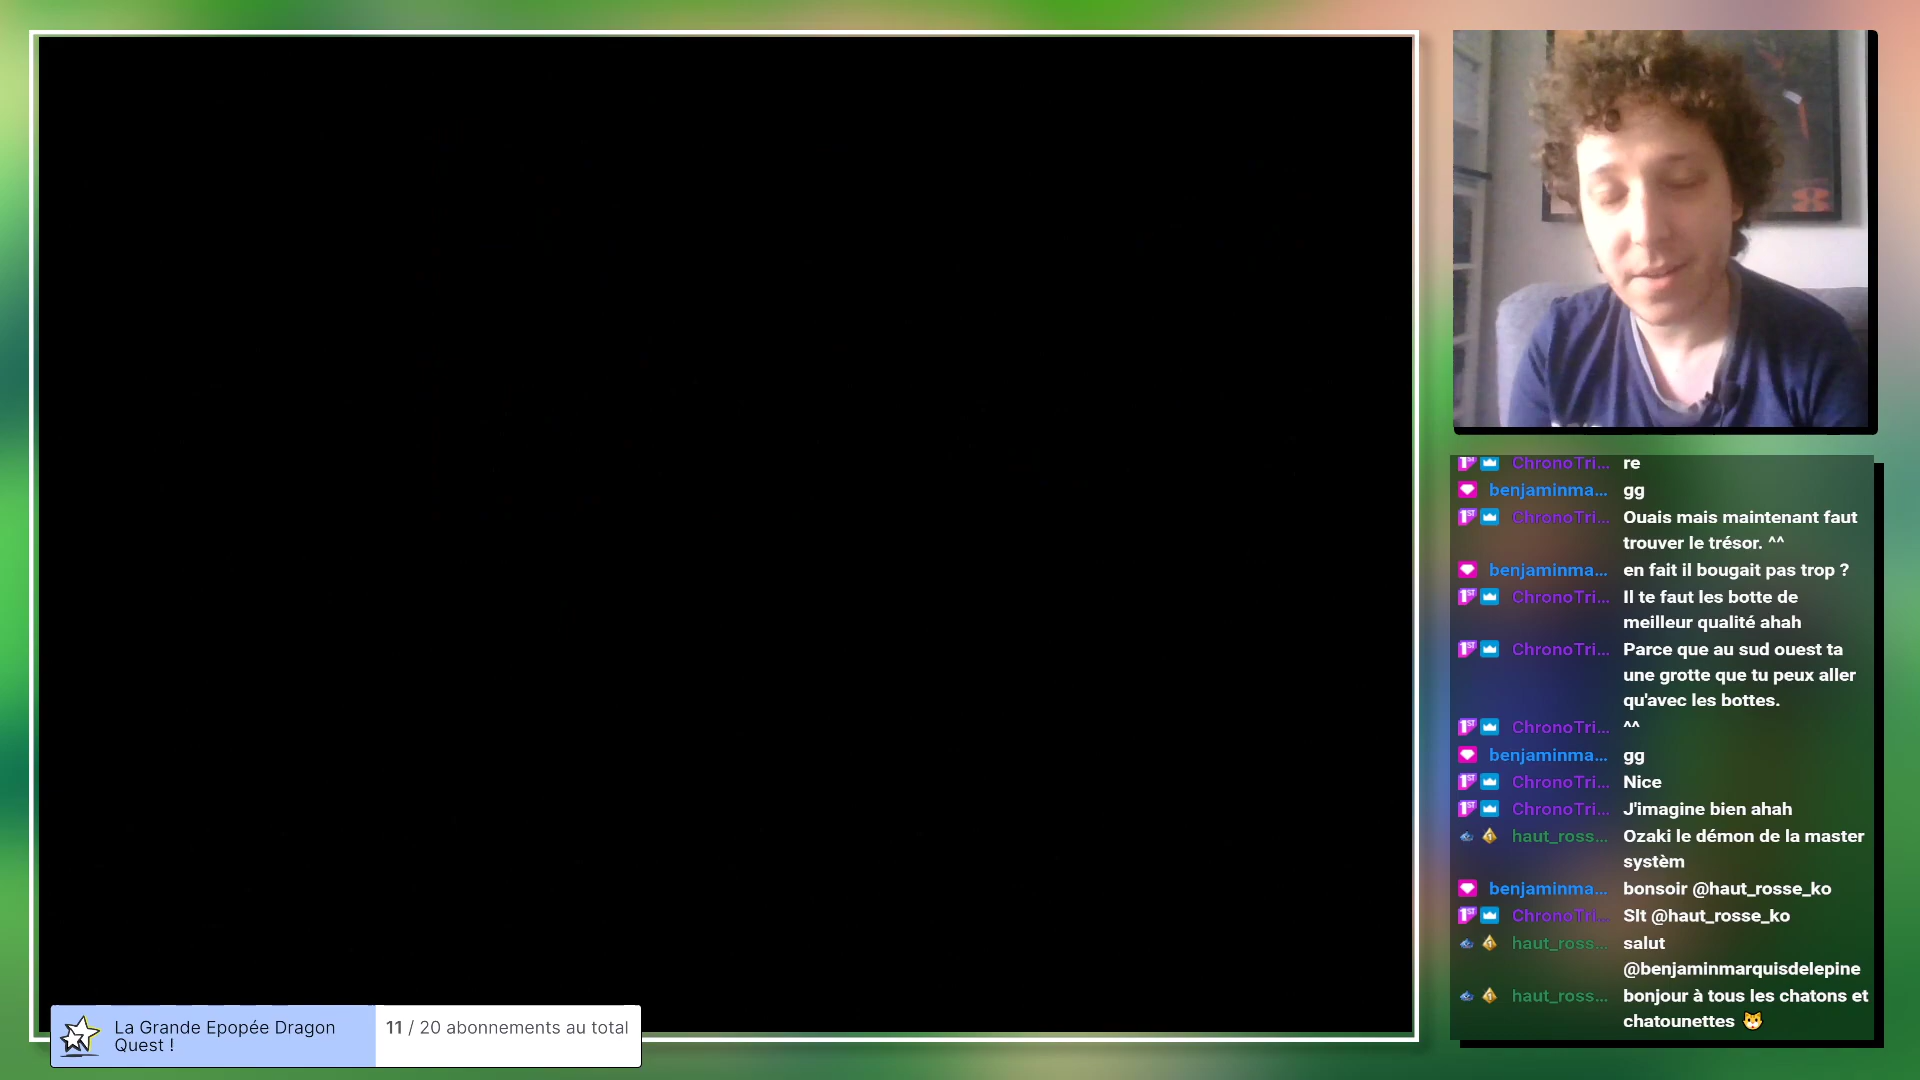 ChronoTri... re
benjaminma... gg
ChronoTri... Ouais mais maintenant faut
trouver le trésor. ^^
benjaminma... en fait il bougait pas trop ?
ChronoTri... Il te faut les botte de
meilleur qualité ahah
ChronoTri... Parce que au sud ouest ta
une grotte que tu peux aller
qu'avec les bottes.
ChronoTri... ^^
benjaminma... gg
ChronoTri... Nice
ChronoTri... J'imagine bien ahah
haut_ross... Ozaki le démon de la master
systèm
benjaminma... bonsoir @haut_rosse_ko
ChronoTri... Slt @haut_rosse_ko
haut_ross... salut
@benjaminmarquisdelepine
haut_ross... bonjour à tous les chatons et
chatounettes 🐱
La Grande Epopée Dragon
Quest !
11 / 20 abonnements au total